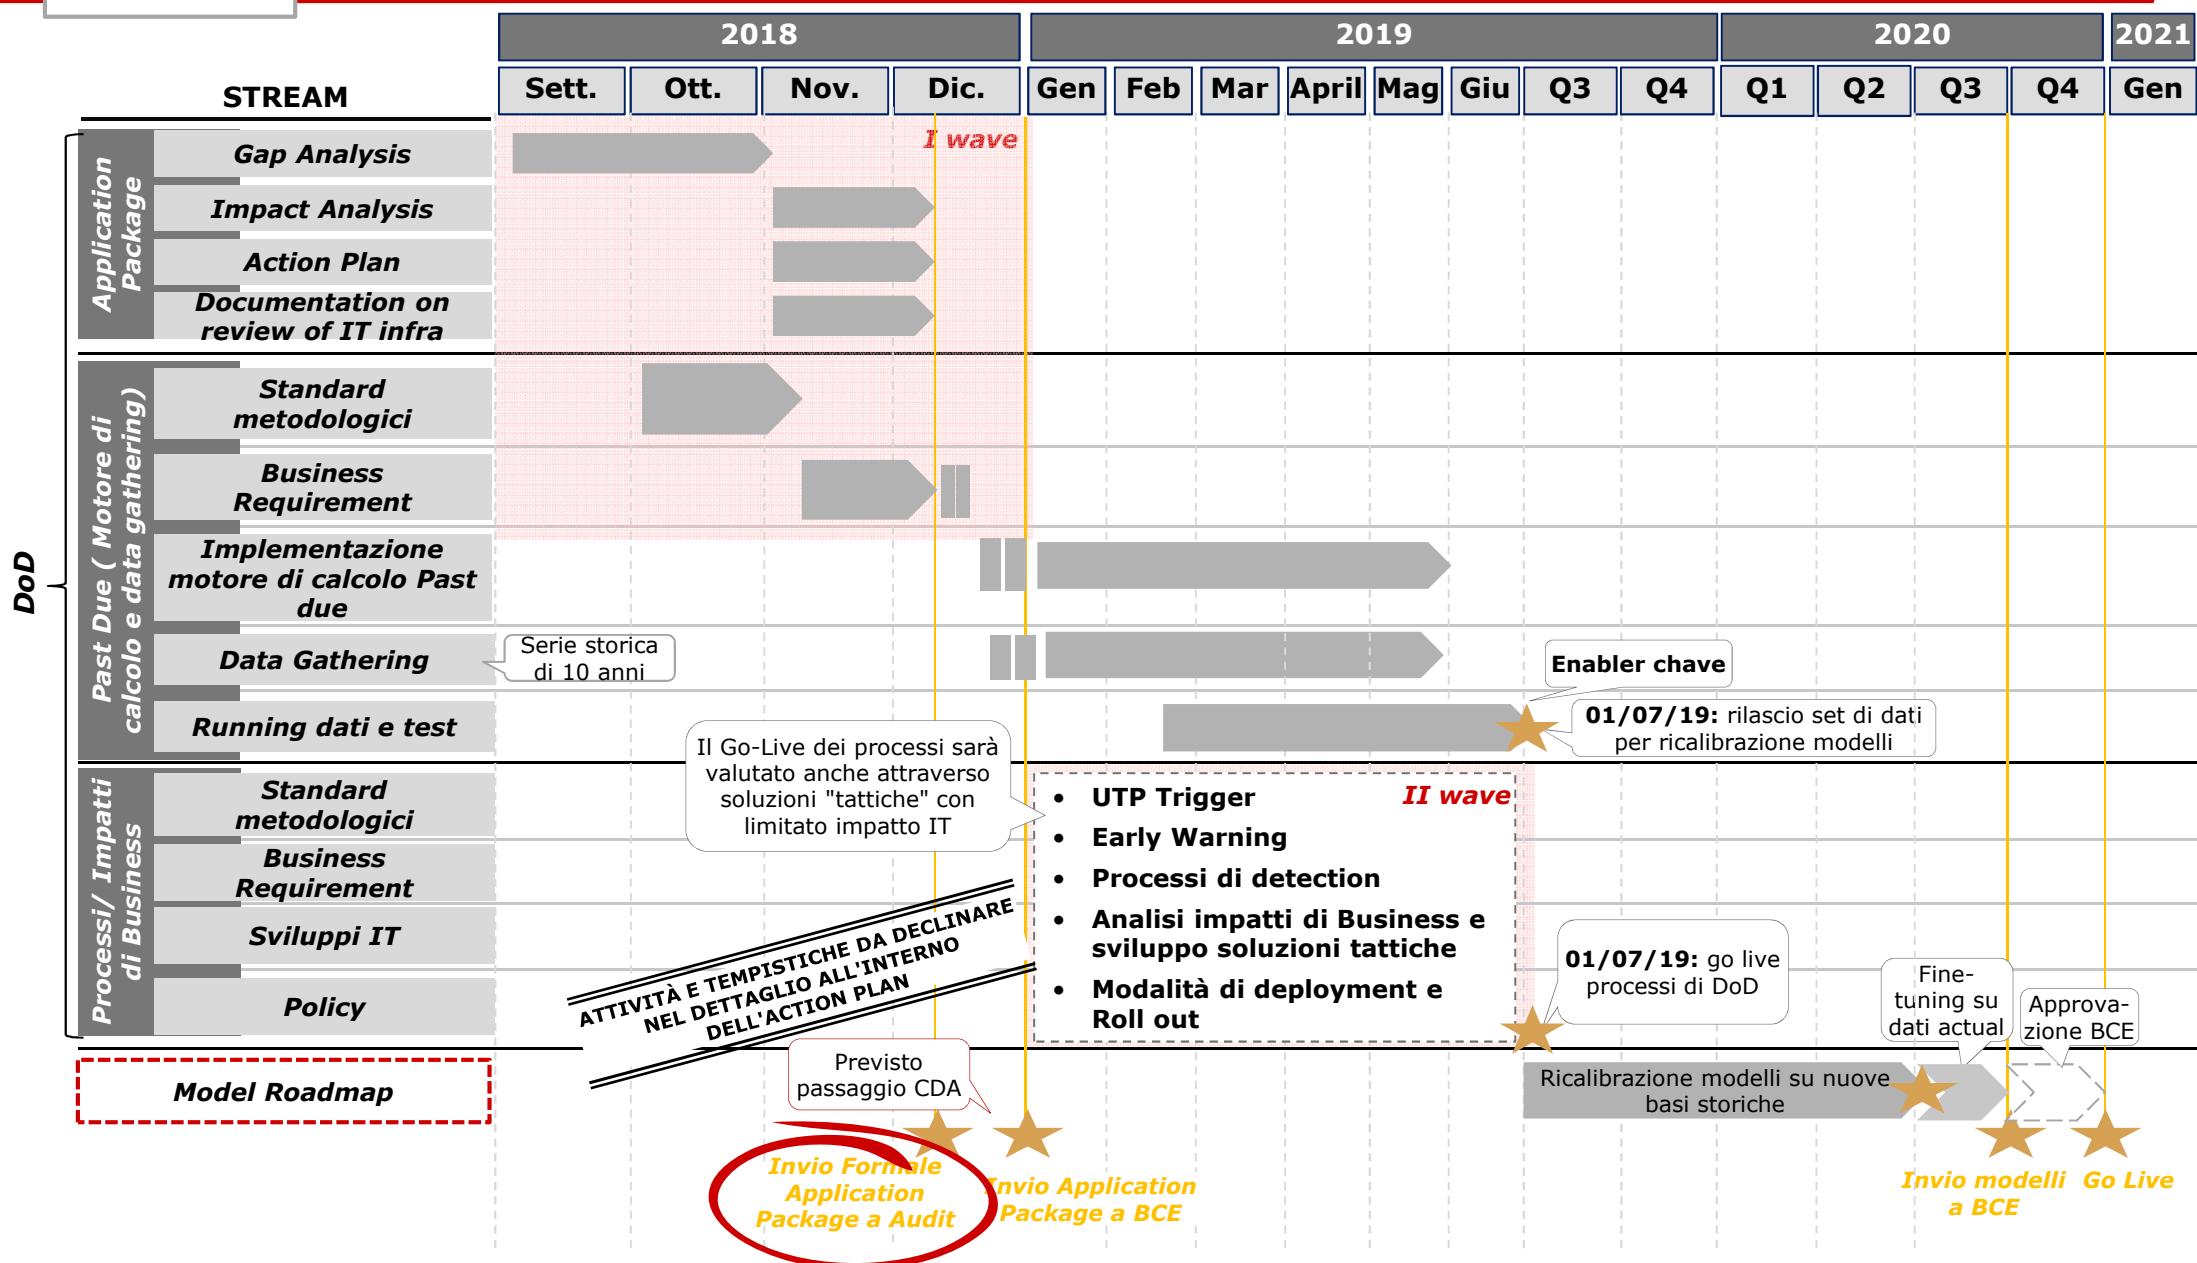 2018
2019
2020
2021
STREAM
Sett.
Ott.
Nov.
Dic.
Gen
Feb
Mar
April
Mag
Giu
Q3
Q4
Q1
Q2
Q3
Q4
Gen
DoD
Application
Package
Gap Analysis
I wave
Impact Analysis
Action Plan
Documentation on
review of IT infra
Past Due ( Motore di
calcolo e data gathering)
Standard
metodologici
Business
Requirement
Implementazione
motore di calcolo Past
due
Data Gathering
Serie storica
di 10 anni
Enabler chave
Running dati e test
01/07/19: rilascio set di dati
per ricalibrazione modelli
Il Go-Live dei processi sarà
valutato anche attraverso
soluzioni "tattiche" con
limitato impatto IT
Processi/ Impatti
di Business
Standard
metodologici
Business
Requirement
Sviluppi IT
Policy
II wave
• UTP Trigger
• Early Warning
• Processi di detection
• Analisi impatti di Business e
sviluppo soluzioni tattiche
• Modalità di deployment e
Roll out
ATTIVITÀ E TEMPISTICHE DA DECLINARE
NEL DETTAGLIO ALL'INTERNO
DELL'ACTION PLAN
01/07/19: go live
processi di DoD
Fine-
tuning su
dati actual
Approva-
zione BCE
Model Roadmap
Previsto
passaggio CDA
Ricalibrazione modelli su nuove
basi storiche
Invio Formale
Application
Package a Audit
Invio Application
Package a BCE
Invio modelli
a BCE
Go Live